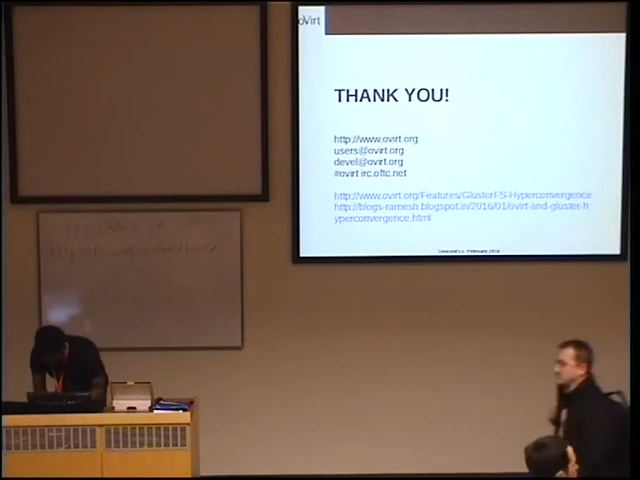 oVirt
THANK YOU!
http://www.ovirt.org
users@ovirt.org
devel@ovirt.org
#ovirt irc.oftc.net
http://www.ovirt.org/Features/GlusterFS-Hyperconvergence
http://blogs-ramesh.blogspot.in/2016/01/ovirt-and-gluster-h
yperconvergence.html
FEEDBACK